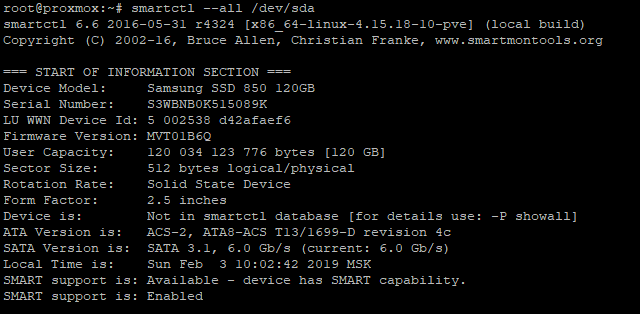 root@proxmox:~# smartctl --all /dev/sda
smartctl 6.6 2016-05-31 r4324 [x86_64-linux-4.15.18-10-pve] (local build)
Copyright (C) 2002-16, Bruce Allen, Christian Franke, www.smartmontools.org

=== START OF INFORMATION SECTION ===
Device Model:     Samsung SSD 850 120GB
Serial Number:    S3WBNB0K515089K
LU WWN Device Id: 5 002538 d42afaef6
Firmware Version: MVT01B6Q
User Capacity:    120 034 123 776 bytes [120 GB]
Sector Size:      512 bytes logical/physical
Rotation Rate:    Solid State Device
Form Factor:      2.5 inches
Device is:        Not in smartctl database [for details use: -P showall]
ATA Version is:   ACS-2, ATA8-ACS T13/1699-D revision 4c
SATA Version is:  SATA 3.1, 6.0 Gb/s (current: 6.0 Gb/s)
Local Time is:    Sun Feb  3 10:02:42 2019 MSK
SMART support is: Available - device has SMART capability.
SMART support is: Enabled